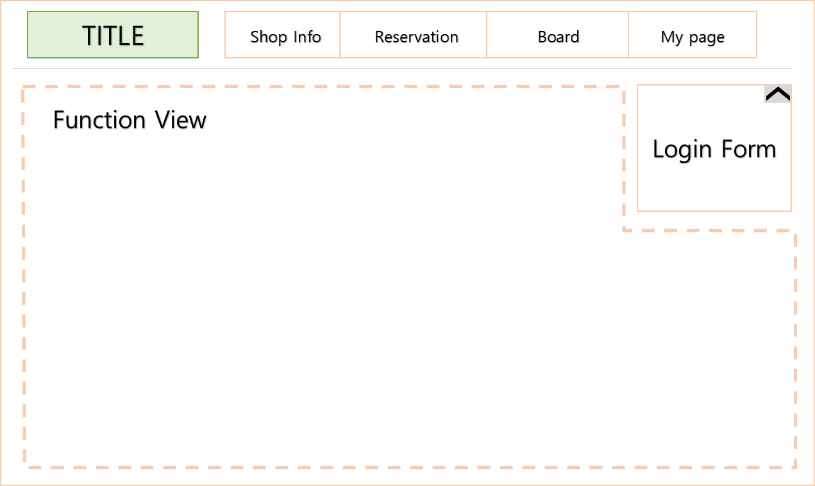 TITLE
Shop Info
Reservation
Board
My page
Function View
Login Form